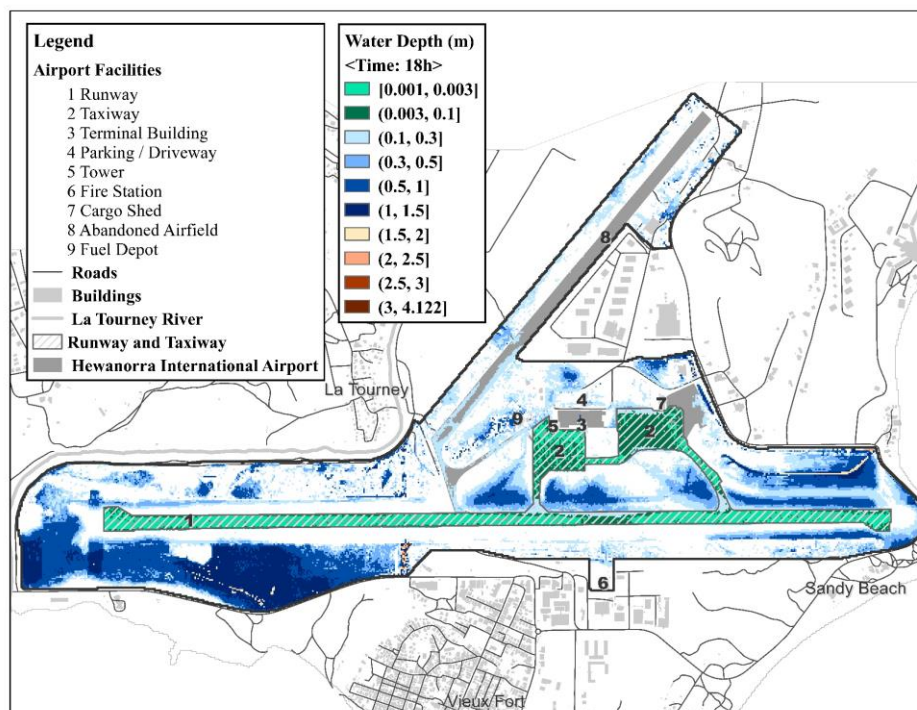 Legend
Airport Facilities
1 Runway
2 Taxiway
3 Terminal Building
4 Parking / Driveway
5 Tower
6 Fire Station
7 Cargo Shed
8 Abandoned Airfield
9 Fuel Depot
Roads
Buildings
La Tourney River
Runway and Taxiway
Hewanorra International Airport
Water Depth (m)
<Time: 18h>
[0.001, 0.003]
(0.003, 0.1]
(0.1, 0.3]
(0.3, 0.5]
(0.5, 1]
(1, 1.5]
(1.5, 2]
(2, 2.5]
(2.5, 3]
(3, 4.122]
8
La Tourney
4
7
9
5
3
2
2
1
6
Sandy Beach
Vieux Fort